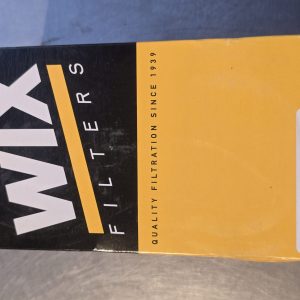 WIX
FILTERS
QUALITY FILTRATION SINCE 1939